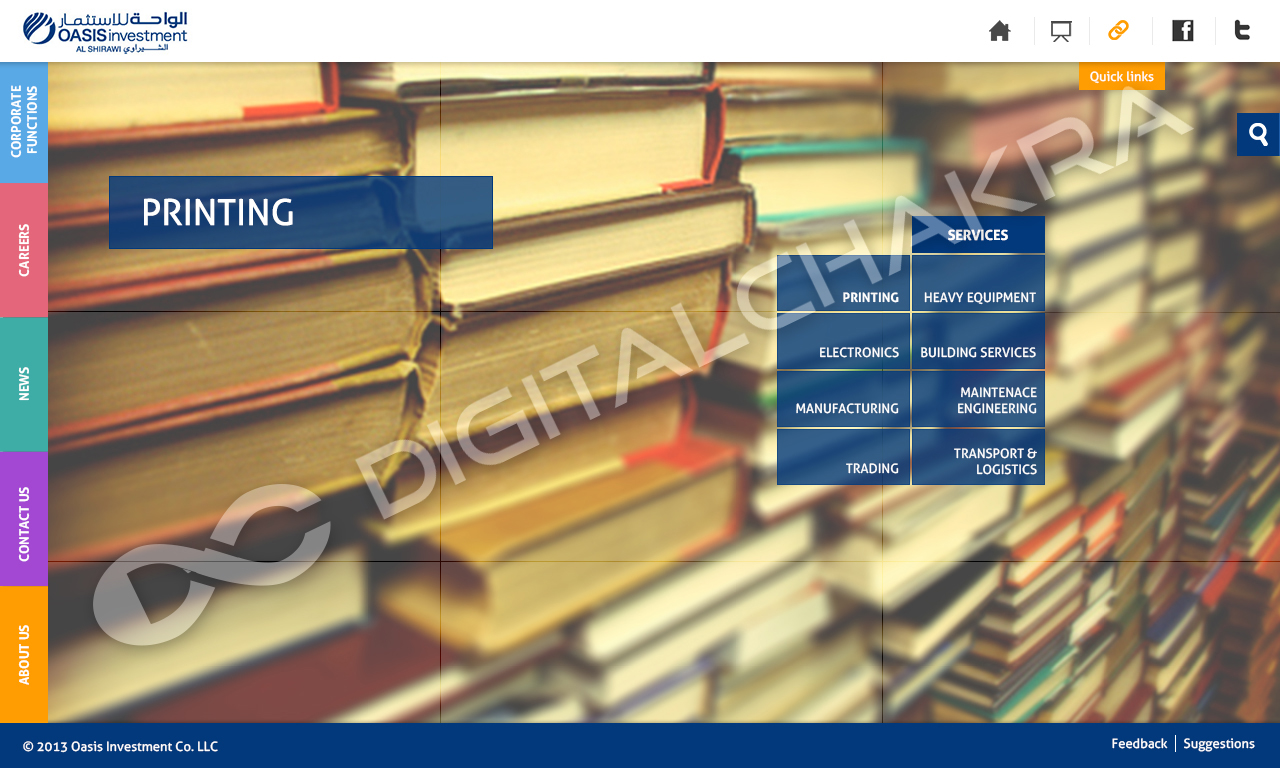 الواحة للاستثمار
OASIS investment
AL SHIRAWI الشيراوي
Quick links
CORPORATE
FUNCTIONS
CAREERS
NEWS
CONTACT US
ABOUT US
PRINTING
SERVICES
PRINTING
HEAVY EQUIPMENT
ELECTRONICS
BUILDING SERVICES
MANUFACTURING
MAINTENACE
ENGINEERING
TRADING
TRANSPORT &
LOGISTICS
DIGITALCHAKRA
© 2013 Oasis Investment Co. LLC
Feedback
Suggestions